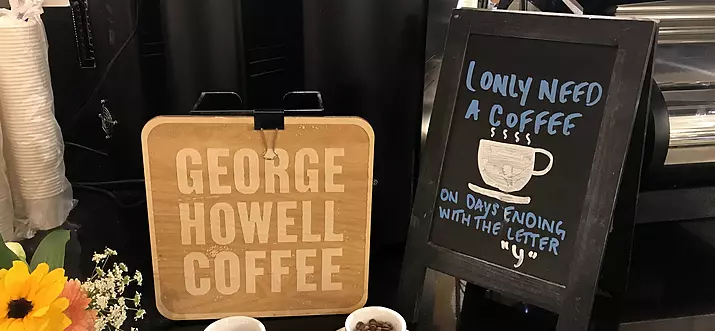 GEORGE
HOWELL
COFFEE
I ONLY NEED
A COFFEE
ON DAYS ENDING
WITH THE LETTER
"y"